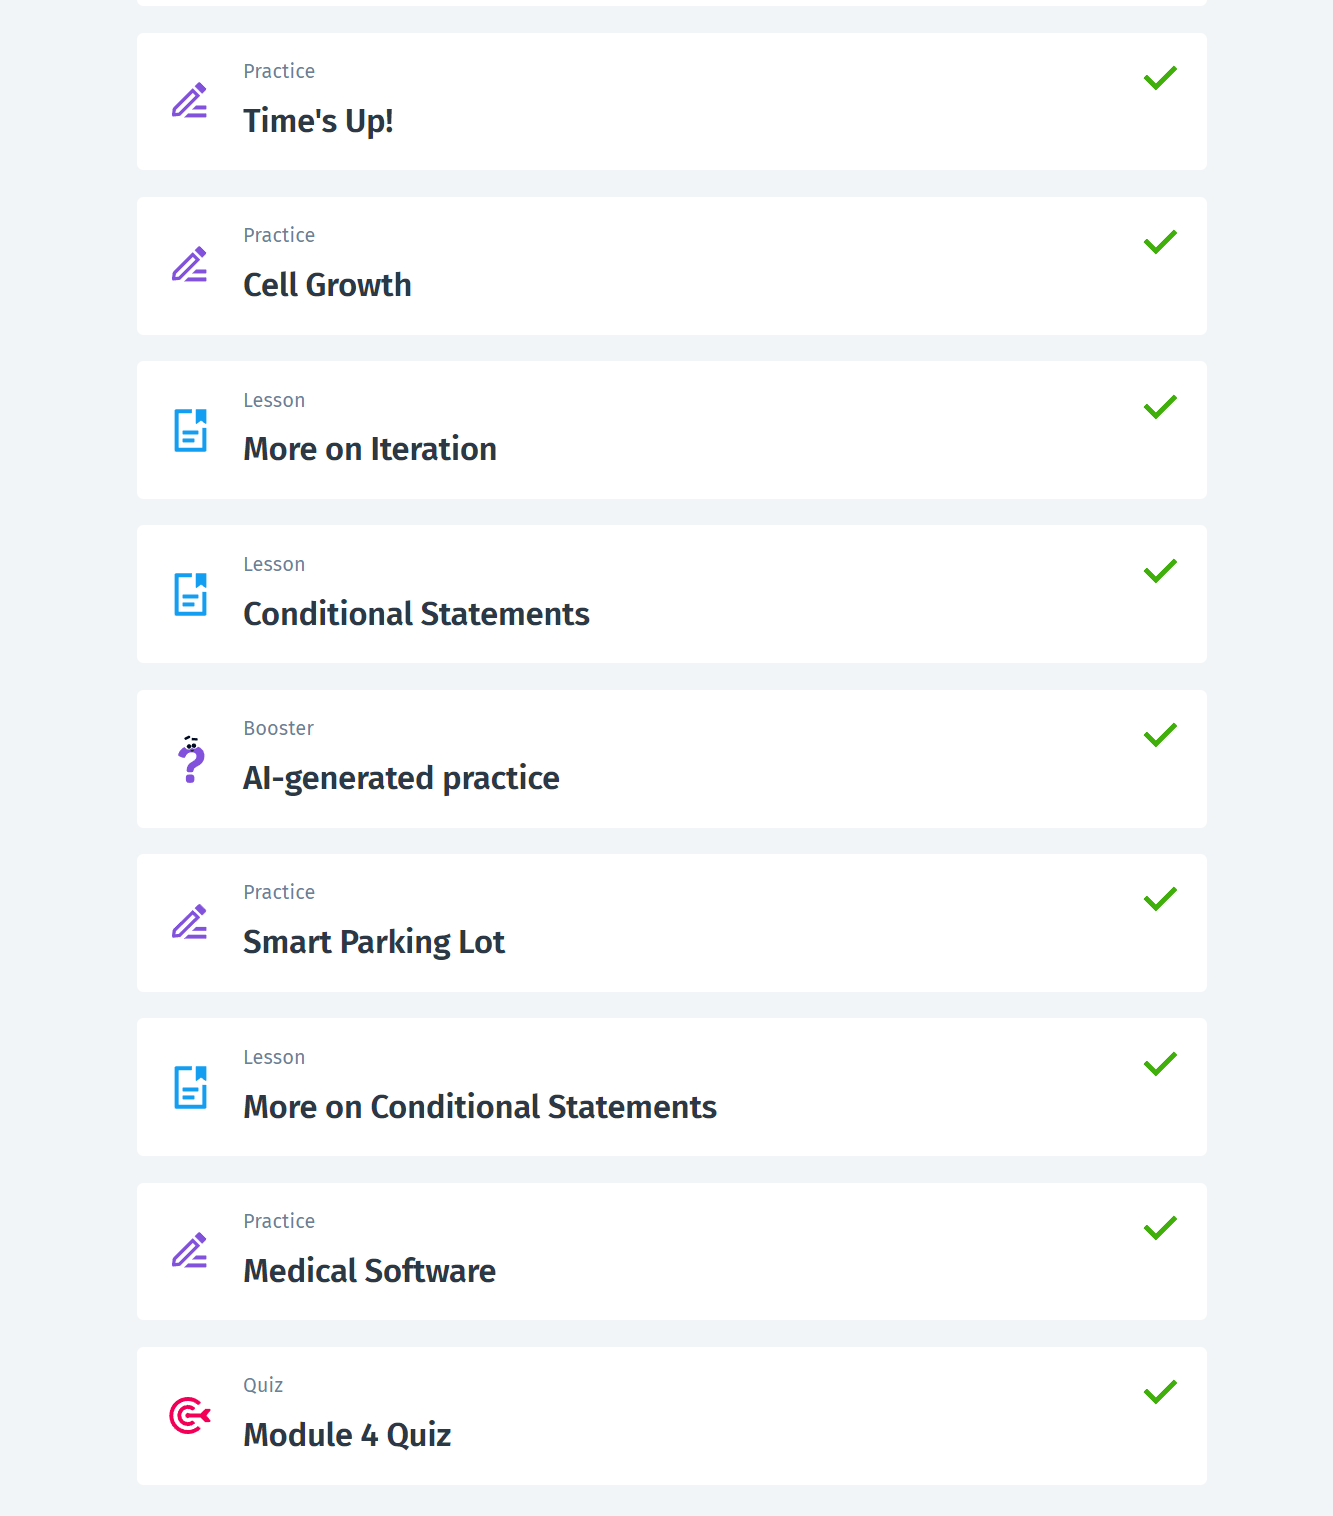 Practice
Time's Up!
Practice
Cell Growth
Lesson
More on Iteration
Lesson
Conditional Statements
Booster
AI-generated practice
Practice
Smart Parking Lot
Lesson
More on Conditional Statements
Practice
Medical Software
Quiz
Module 4 Quiz